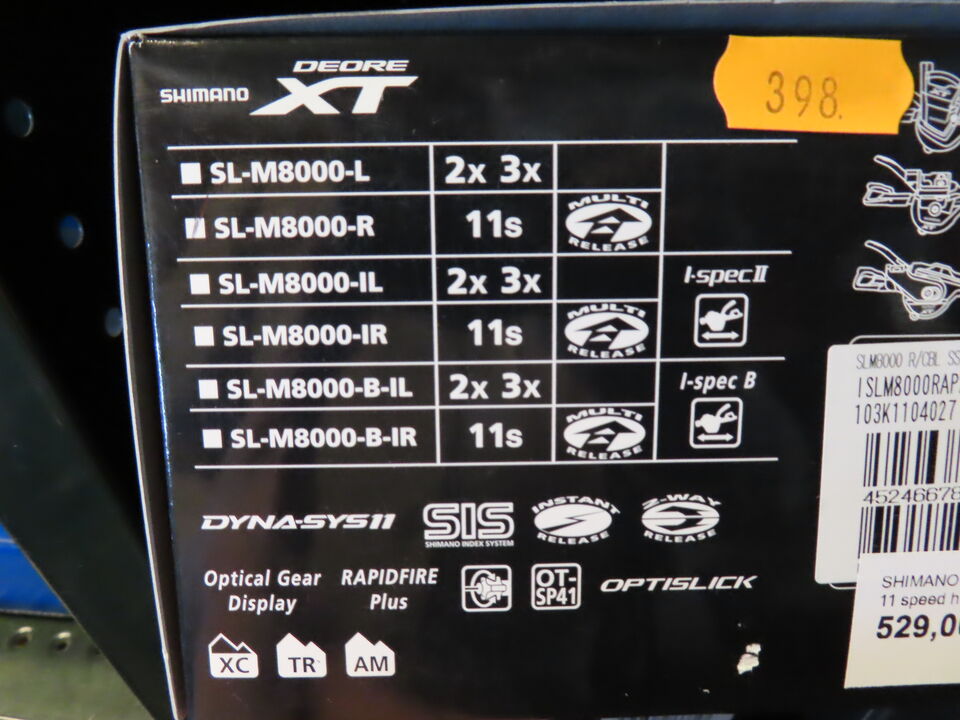 DEORE
SHIMANO XT
398.
SL-M8000-L 2x 3x
SL-M8000-R 11s MULTI RELEASE
SL-M8000-IL 2x 3x I-spec II
SL-M8000-IR 11s MULTI RELEASE
SL-M8000-B-IL 2x 3x I-spec B
SL-M8000-B-IR 11s MULTI RELEASE
SLM8000 R/CBL SS
ISLM8000RAP
103K1104027
45246678
DYNA-SYS11 SIS INSTANT RELEASE 2-WAY RELEASE
SHIMANO INDEX SYSTEM
Optical Gear Display RAPIDFIRE Plus OT-SP41 OPTISLICK
SHIMANO
11 speed
529,0
XC TR AM